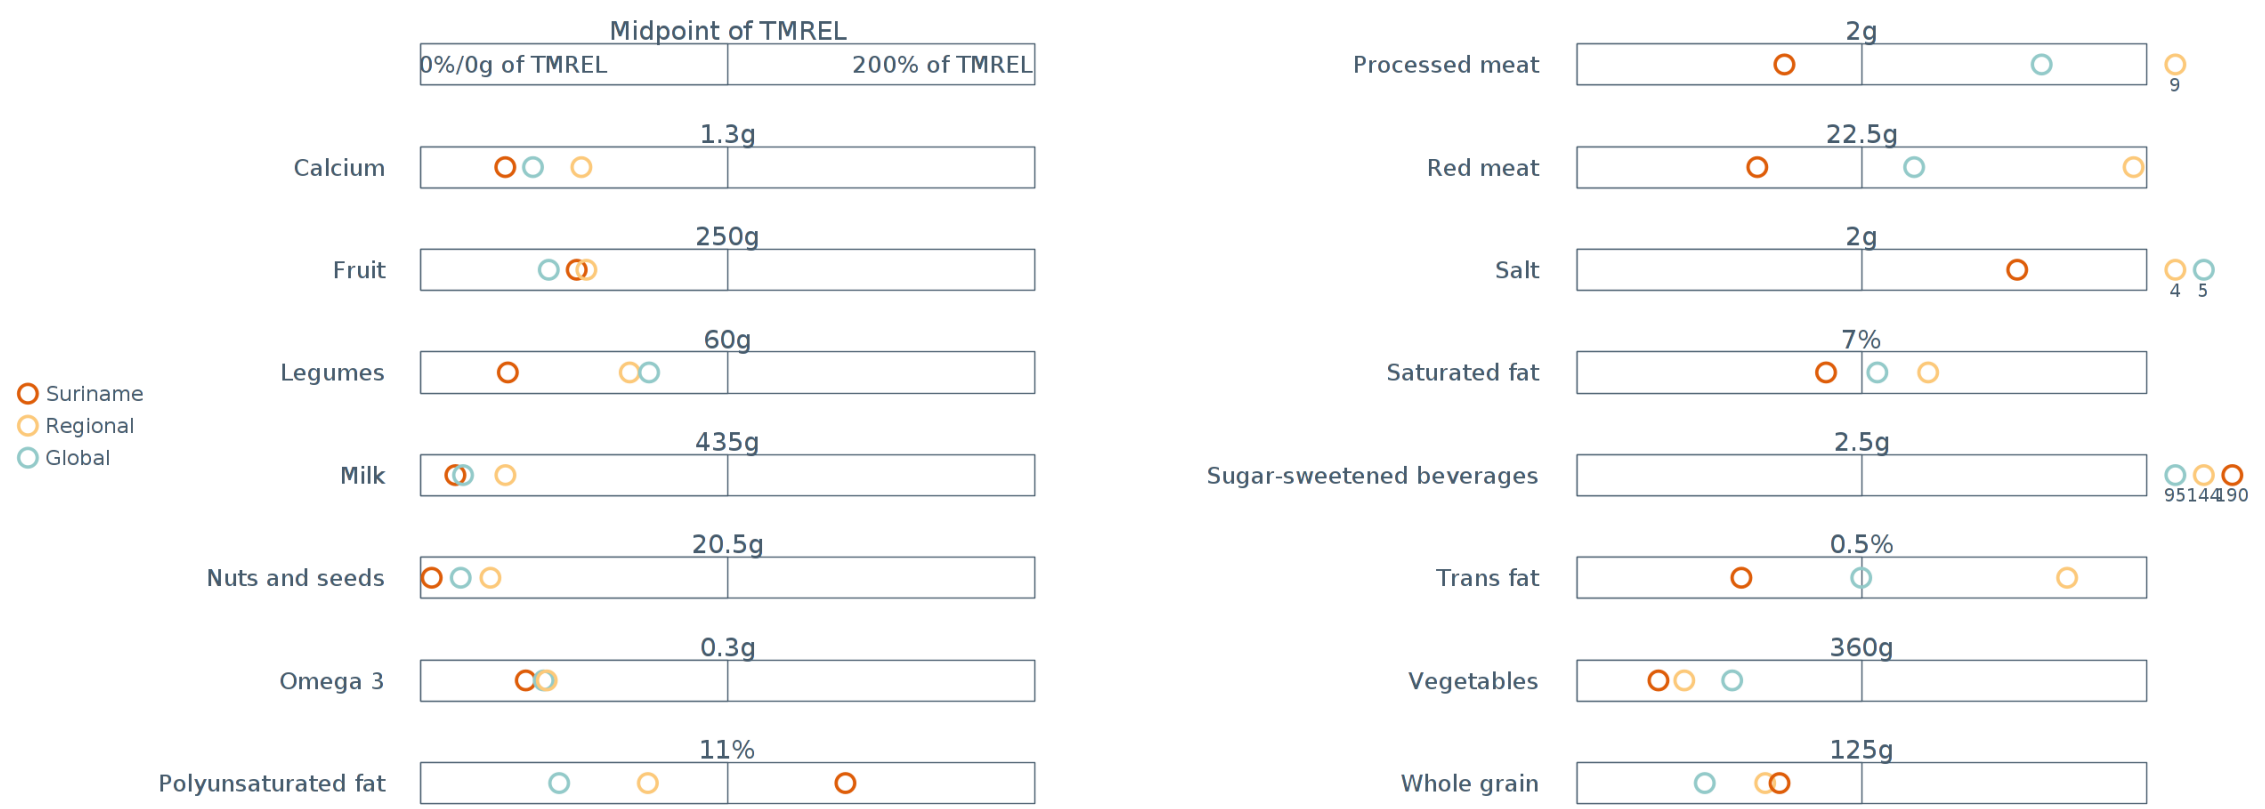 Midpoint of TMREL
0%/0g of TMREL 200% of TMREL
1.3g
Calcium
250g
Fruit
60g
Legumes
435g
Milk
20.5g
Nuts and seeds
0.3g
Omega 3
11%
Polyunsaturated fat
Suriname
Regional
Global
2g
Processed meat
9
22.5g
Red meat
2g
Salt
4 5
7%
Saturated fat
2.5g
Sugar-sweetened beverages
95 144 190
0.5%
Trans fat
360g
Vegetables
125g
Whole grain